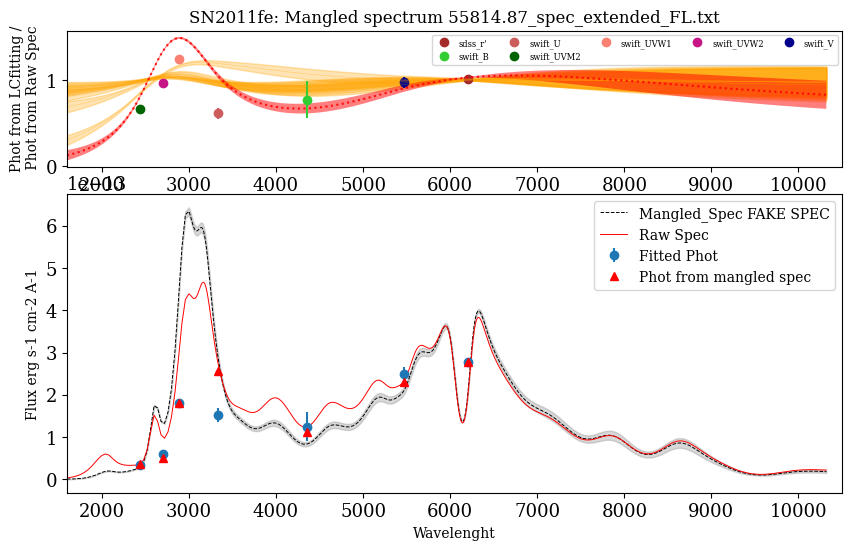 SN2011fe: Mangled spectrum 55814.87_spec_extended_FL.txt
Phot from LCfitting /
Phot from Raw Spec
1
0
sdss_r' swift_U swift_UVW1 swift_UVW2 swift_V
swift_B swift_UVM2
2000 3000 4000 5000 6000 7000 8000 9000 10000
1e−13
Flux erg s-1 cm-2 A-1
6
5
4
3
2
1
0
Mangled_Spec FAKE SPEC
Raw Spec
Fitted Phot
Phot from mangled spec
2000 3000 4000 5000 6000 7000 8000 9000 10000
Wavelenght